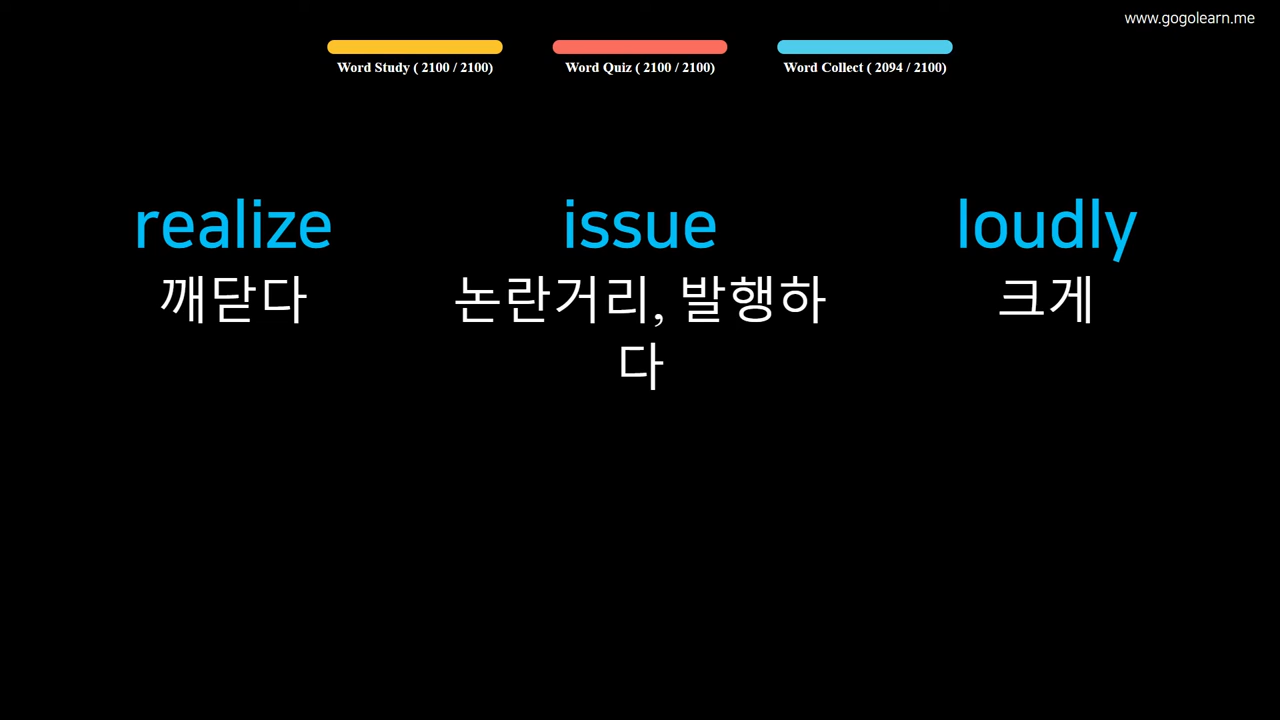 www.gogolearn.me
Word Study ( 2100 / 2100)
Word Quiz ( 2100 / 2100)
Word Collect ( 2094 / 2100)
realize
깨닫다
issue
논란거리, 발행하
다
loudly
크게